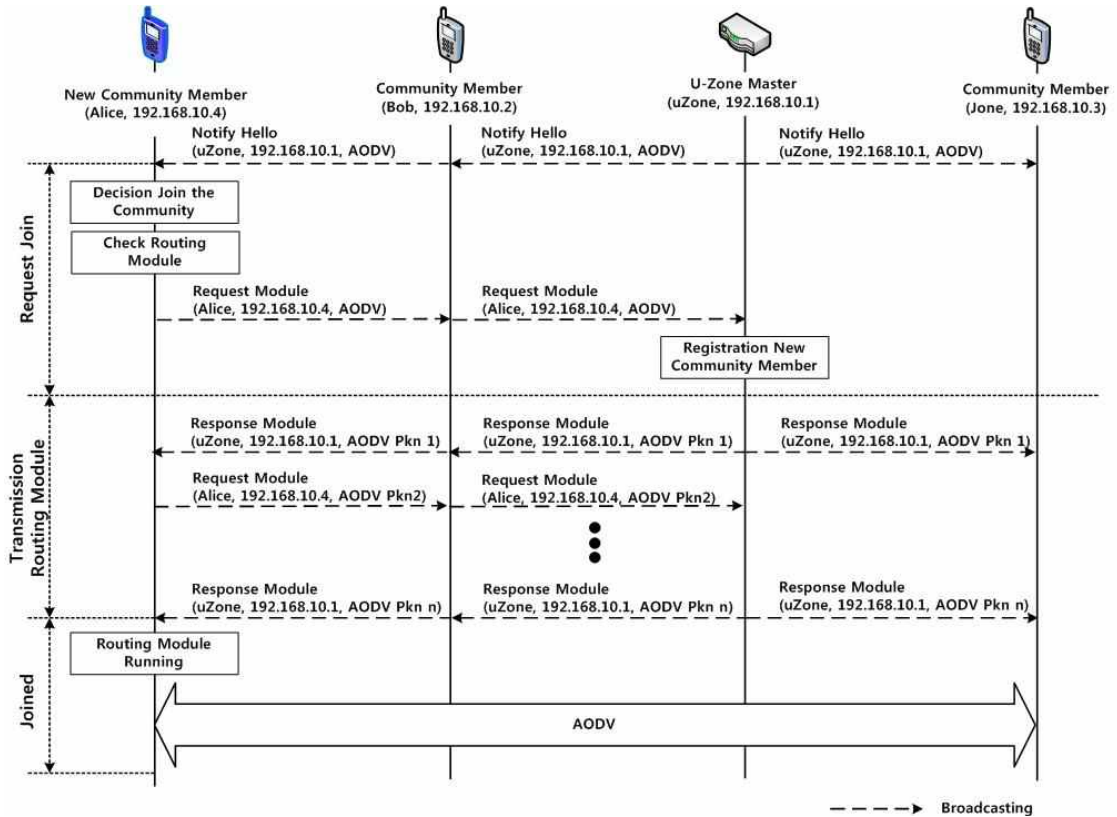 New Community Member
(Alice, 192.168.10.4)
Community Member
(Bob, 192.168.10.2)
U-Zone Master
(uZone, 192.168.10.1)
Community Member
(Jone, 192.168.10.3)
Notify Hello
(uZone, 192.168.10.1, AODV)
Notify Hello
(uZone, 192.168.10.1, AODV)
Notify Hello
(uZone, 192.168.10.1, AODV)
Request Join
Decision Join the
Community
Check Routing
Module
Request Module
(Alice, 192.168.10.4, AODV)
Request Module
(Alice, 192.168.10.4, AODV)
Registration New
Community Member
Transmission
Routing Module
Response Module
(uZone, 192.168.10.1, AODV Pkn 1)
Response Module
(uZone, 192.168.10.1, AODV Pkn 1)
Response Module
(uZone, 192.168.10.1, AODV Pkn 1)
Request Module
(Alice, 192.168.10.4, AODV Pkn2)
Request Module
(Alice, 192.168.10.4, AODV Pkn2)
Response Module
(uZone, 192.168.10.1, AODV Pkn n)
Response Module
(uZone, 192.168.10.1, AODV Pkn n)
Response Module
(uZone, 192.168.10.1, AODV Pkn n)
Joined
Routing Module
Running
AODV
Broadcasting